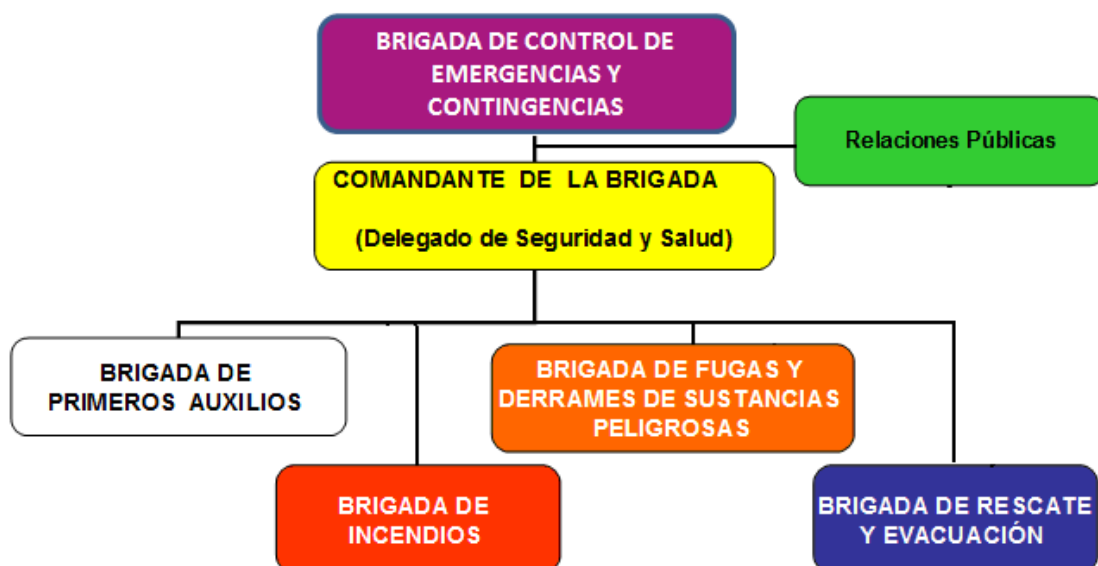 BRIGADA DE CONTROL DE
EMERGENCIAS Y
CONTINGENCIAS
Relaciones Públicas
COMANDANTE DE LA BRIGADA
(Delegado de Seguridad y Salud)
BRIGADA DE
PRIMEROS AUXILIOS
BRIGADA DE FUGAS Y
DERRAMES DE SUSTANCIAS
PELIGROSAS
BRIGADA DE
INCENDIOS
BRIGADA DE RESCATE
Y EVACUACIÓN